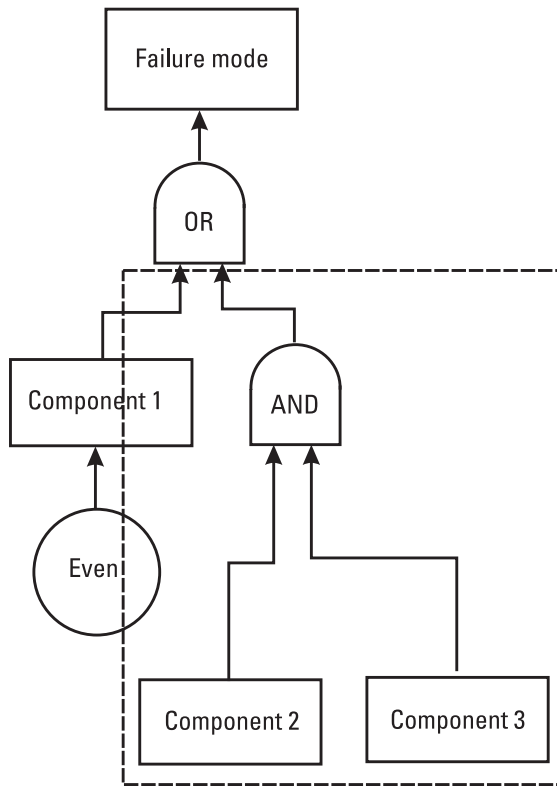 Failure mode
OR
Component 1
AND
Even
Component 2
Component 3